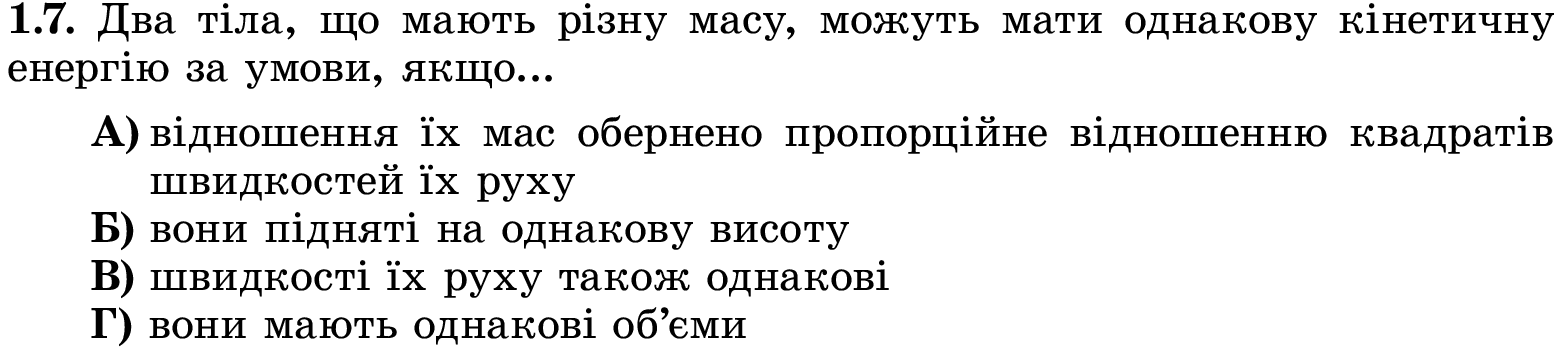 1.7. Два тіла, що мають різну масу, можуть мати однакову кінетичну
енергію за умови, якщо...
А) відношення їх мас обернено пропорційне відношенню квадратів
швидкостей їх руху
Б) вони підняті на однакову висоту
В) швидкості їх руху також однакові
Г) вони мають однакові об’єми